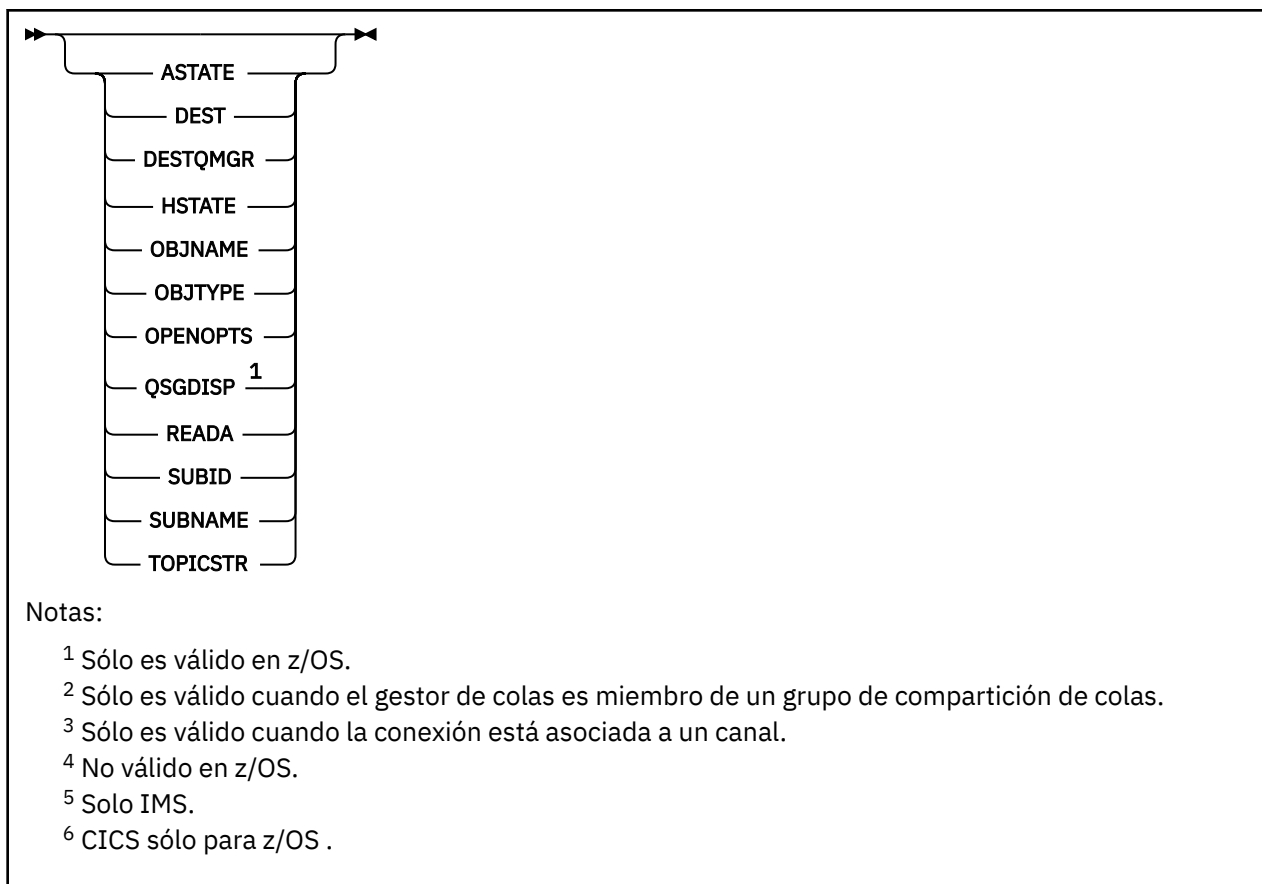 ASTATE
DEST
DESTQMGR
HSTATE
OBJNAME
OBJTYPE
OPENOPTS
QSGDISP 1
READA
SUBID
SUBNAME
TOPICSTR
Notas:
1 Sólo es válido en z/OS.
2 Sólo es válido cuando el gestor de colas es miembro de un grupo de compartición de colas.
3 Sólo es válido cuando la conexión está asociada a un canal.
4 No válido en z/OS.
5 Solo IMS.
6 CICS sólo para z/OS .